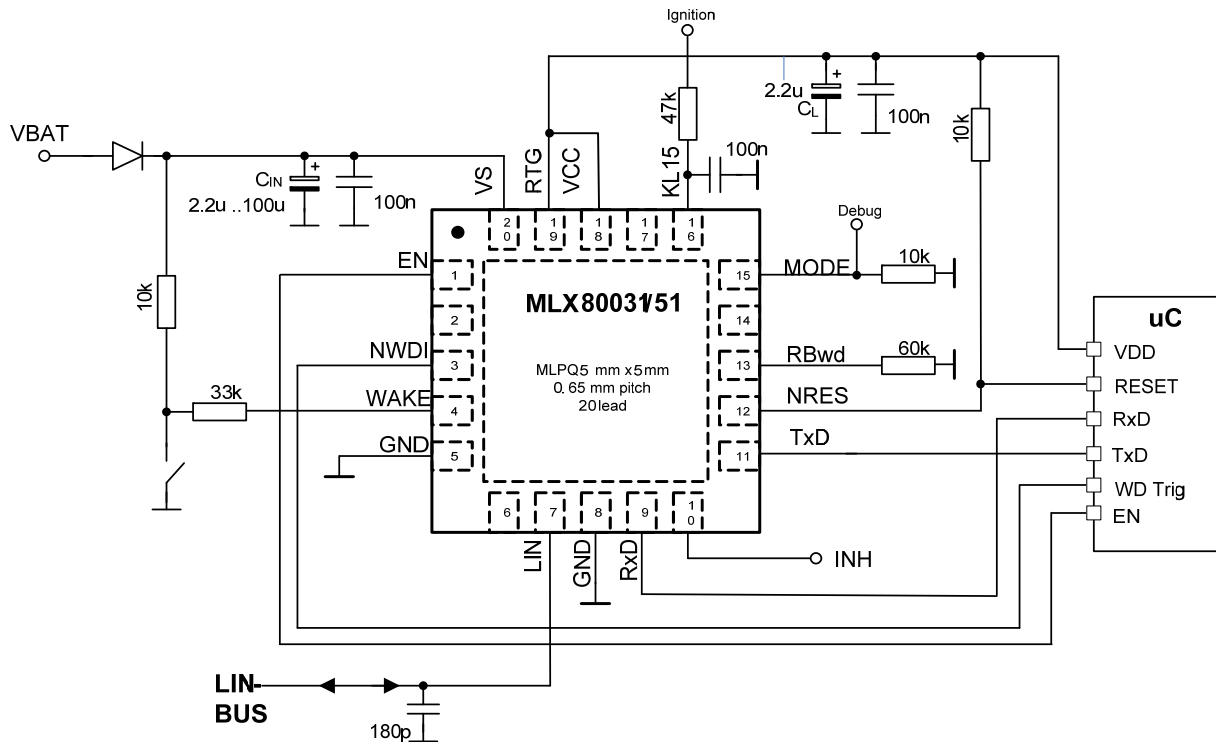 Ignition
2.2u
+
CL
100n
10k
47k
VBAT
CIN
+
2.2u ..100u
100n
VS
RTG
VCC
KL15
100n
20
19
18
17
16
Debug
EN
1
15
MODE
10k
10k
MLX80031/51
uC
2
14
NWDI
3
MLPQ5 mm x5mm
0.65 mm pitch
20lead
13
RBwd
60k
VDD
33k
WAKE
4
12
NRES
RESET
RxD
GND
5
11
TxD
TxD
WD Trig
EN
6
7
8
9
10
LIN
GND
RxD
INH
LIN-
BUS
180p